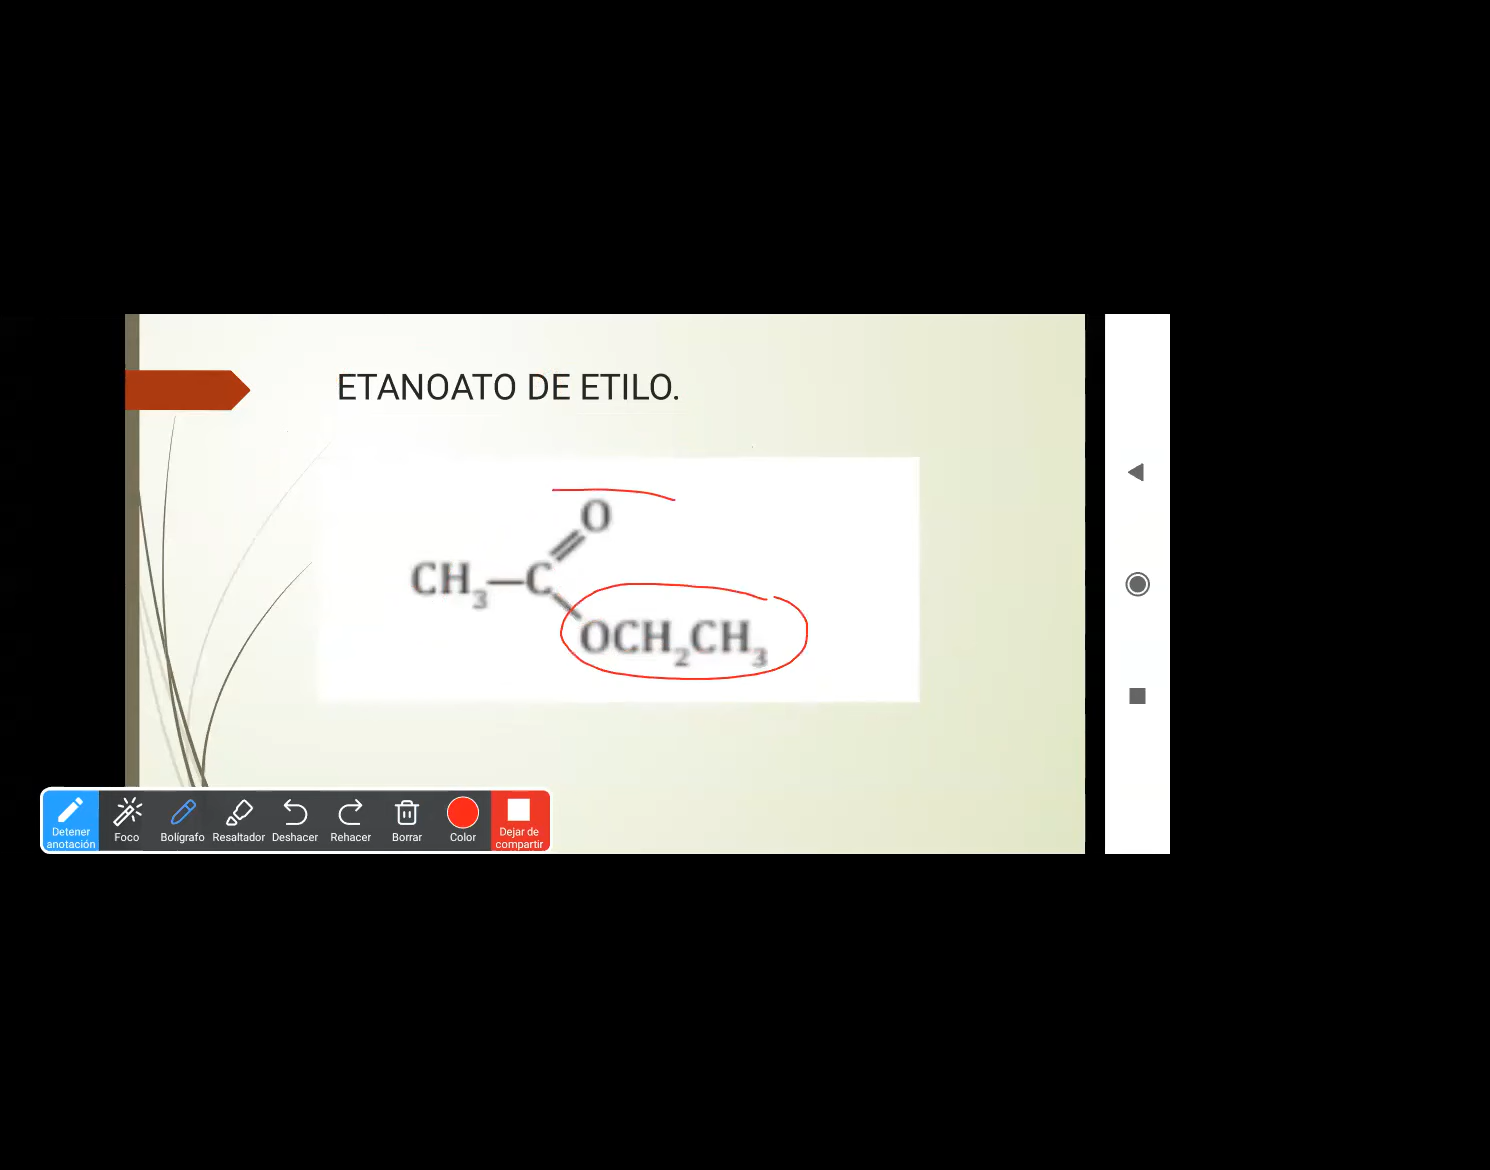 ETANOATO DE ETILO.
O
CH₃—C
OCH₂CH₃
Detener anotación
Foco
Bolígrafo
Resaltador
Deshacer
Rehacer
Borrar
Color
Dejar de compartir